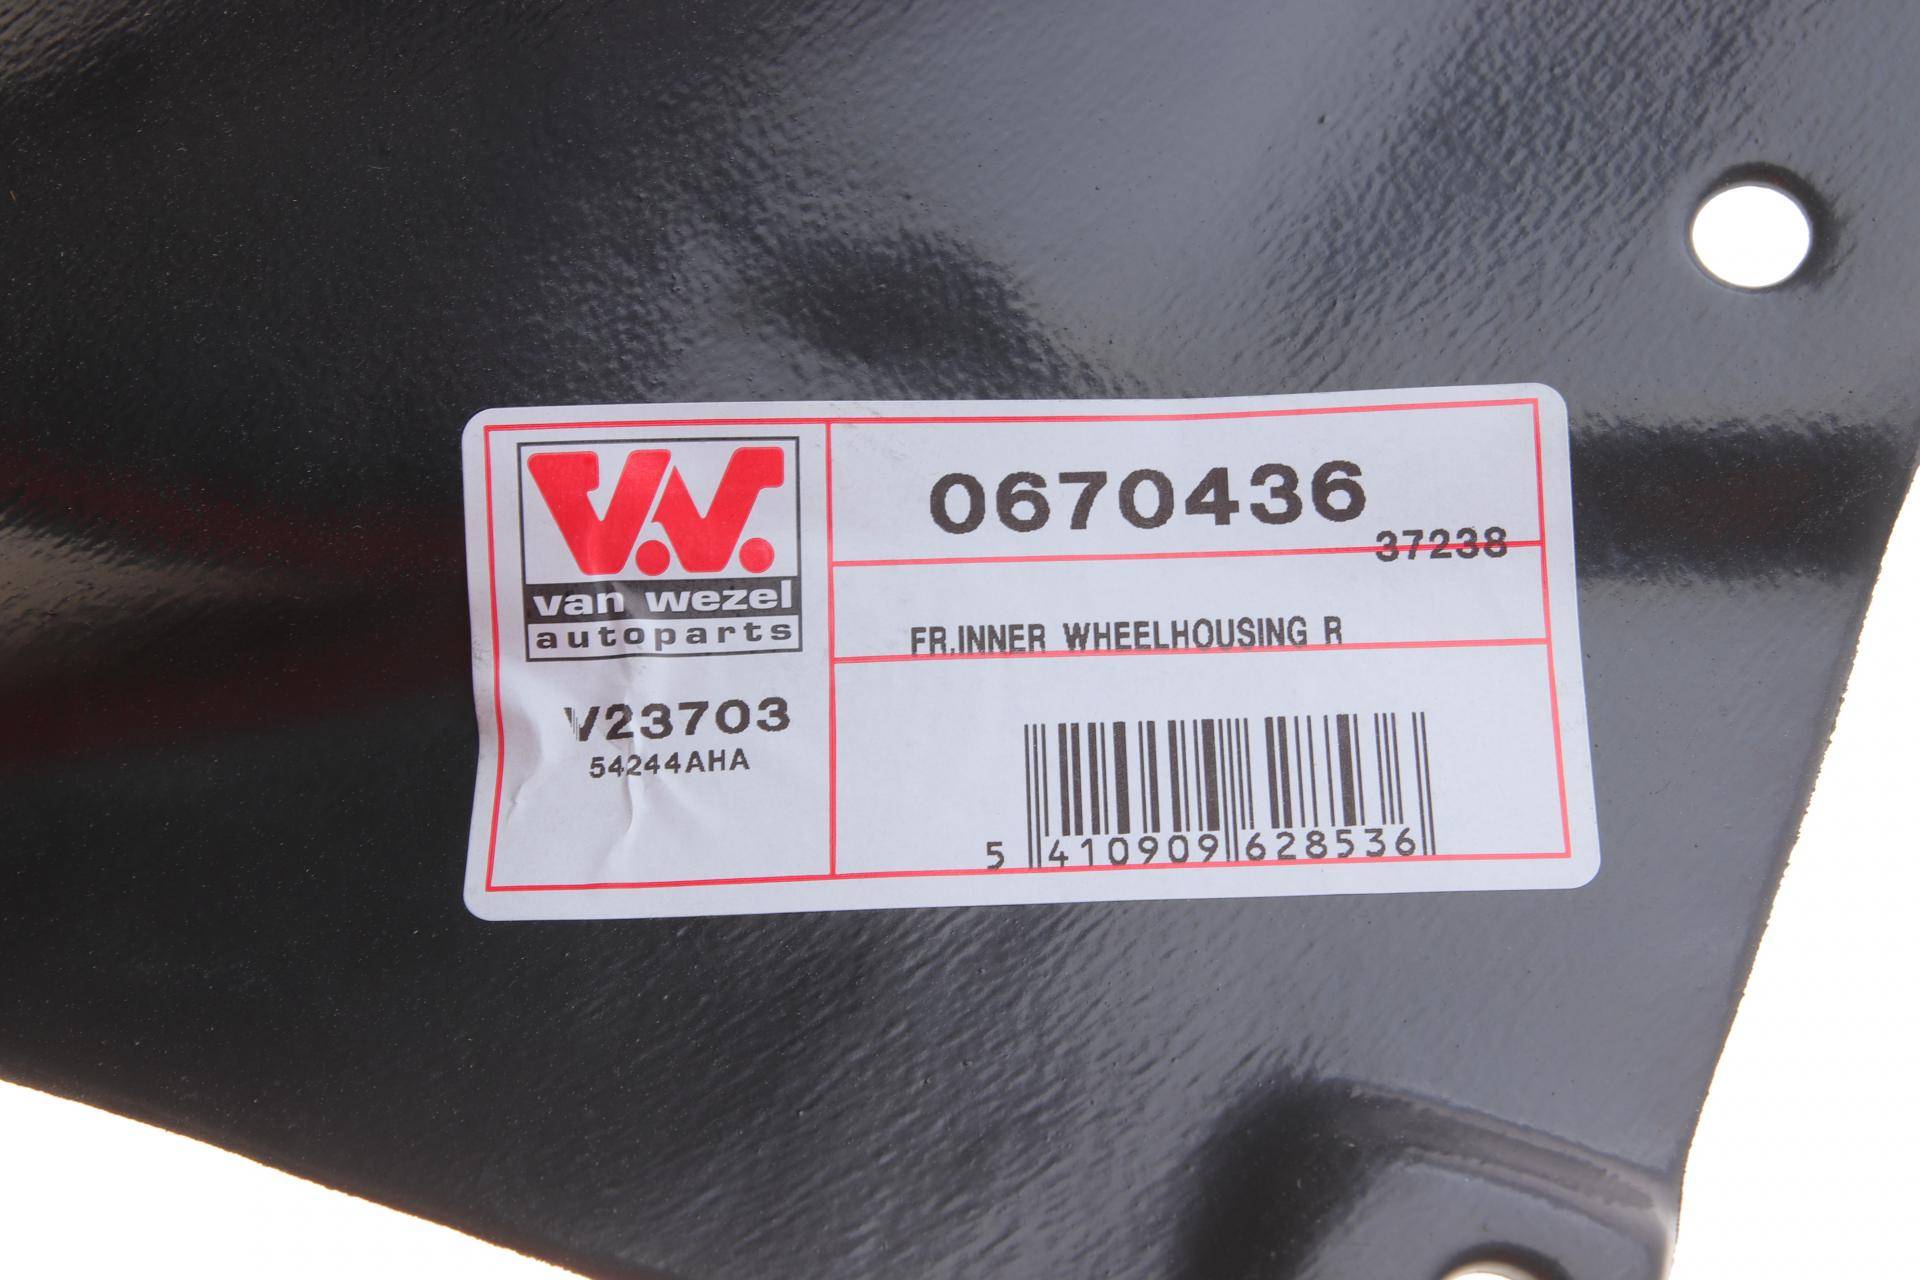 V.W.
van wezel
autoparts
V23703
54244AHA
0670436
37238
FR.INNER WHEELHOUSING R
5 410909 628536